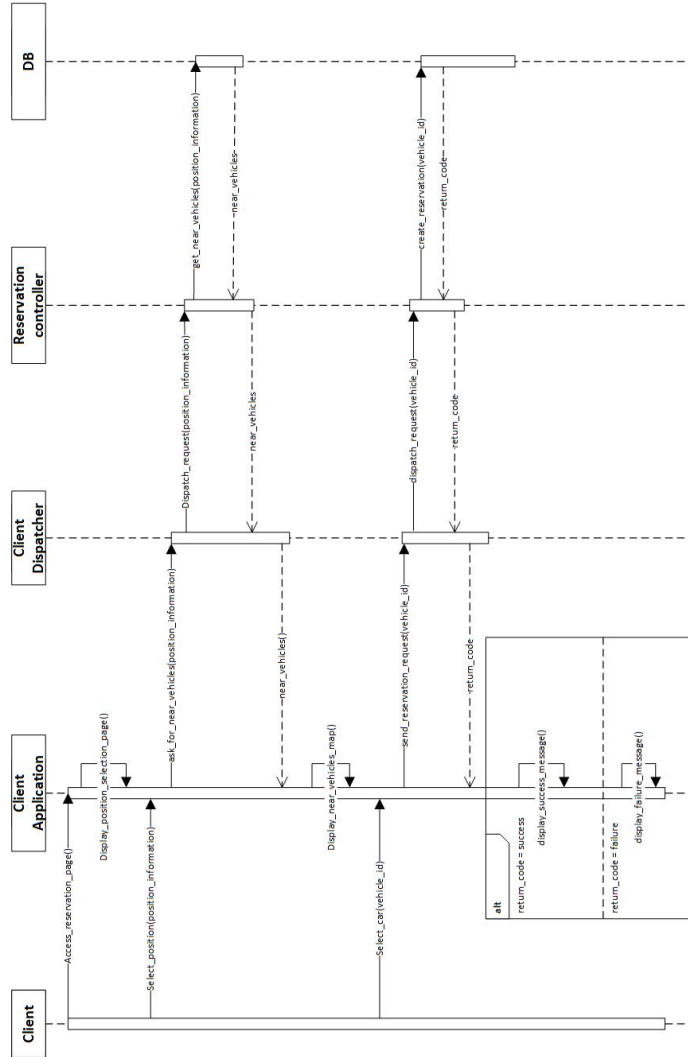 Client
Client
Application
Client
Dispatcher
Reservation
controller
DB
Access_reservation_page()
Display_position_selection_page()
Select_position(position_information)
ask_for_near_vehicles(position_information)
Dispatch_request(position_information)
get_near_vehicles(position_information)
near_vehicles
near_vehicles
near_vehicles()
Display_near_vehicles_map()
Select_car(vehicle_id)
send_reservation_request(vehicle_id)
dispatch_request(vehicle_id)
create_reservation(vehicle_id)
return_code
return_code
return_code
alt
return_code = success
display_success_message()
return_code = failure
display_failure_message()